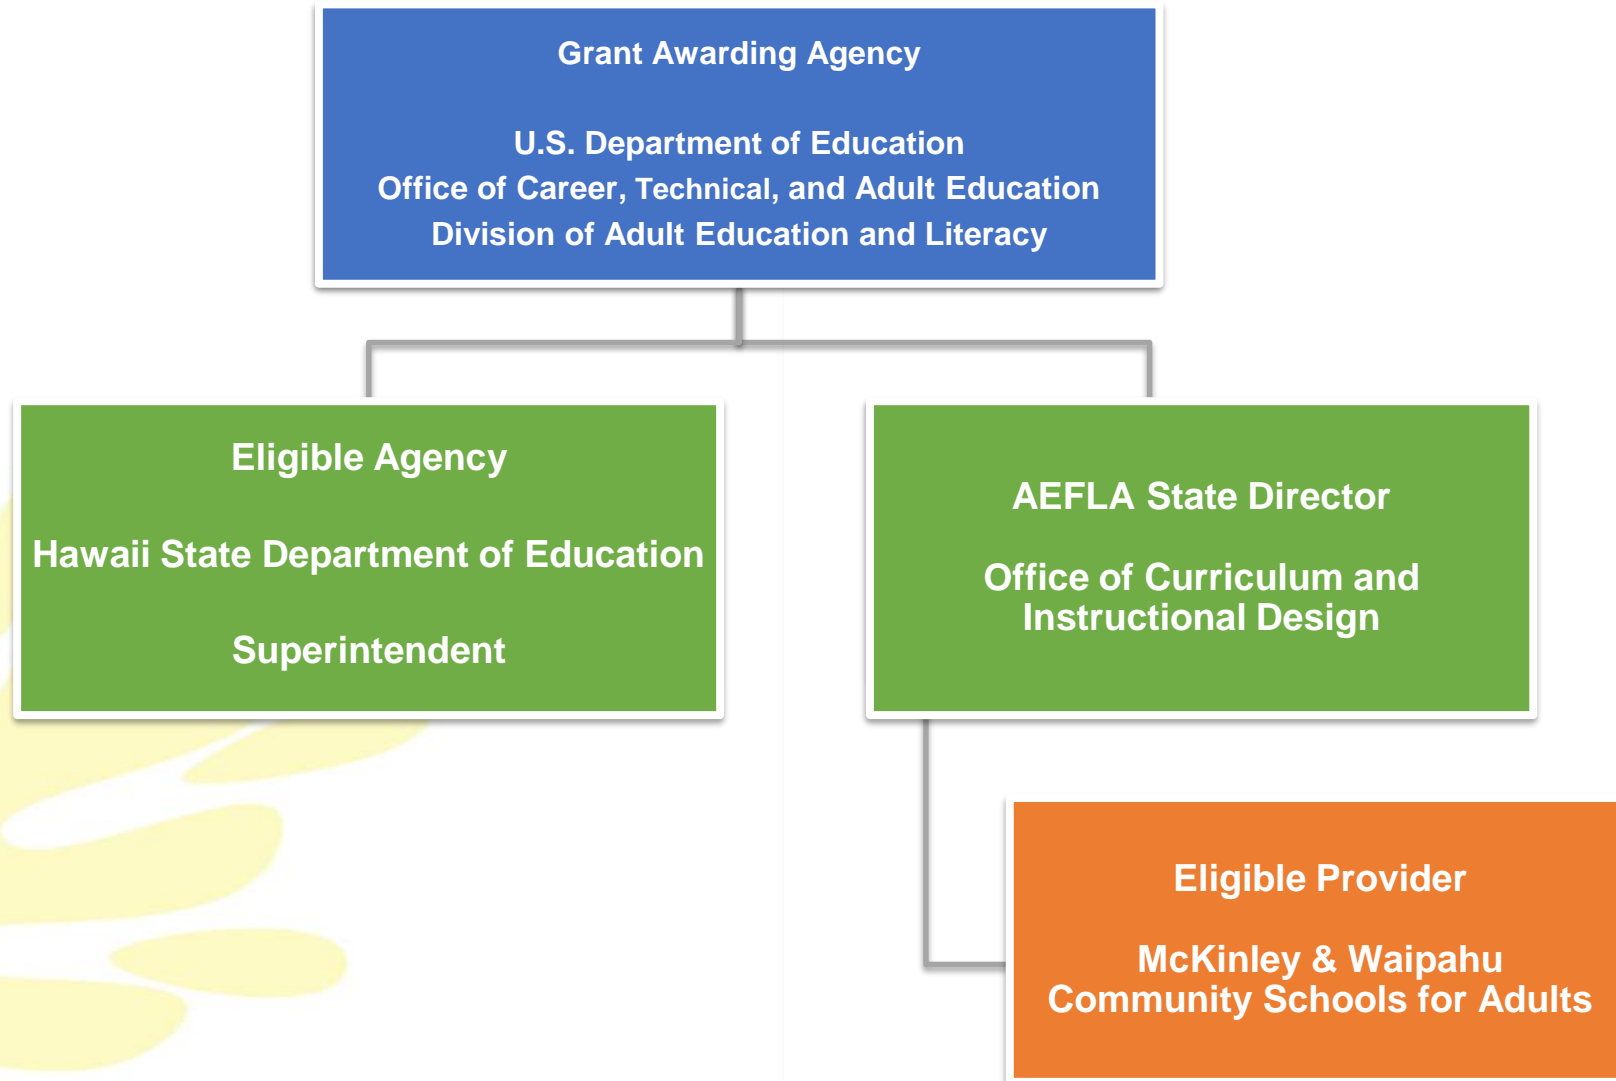 Grant Awarding Agency
U.S. Department of Education
Office of Career, Technical, and Adult Education
Division of Adult Education and Literacy
Eligible Agency
Hawaii State Department of Education
Superintendent
AEFLA State Director
Office of Curriculum and
Instructional Design
Eligible Provider
McKinley & Waipahu
Community Schools for Adults